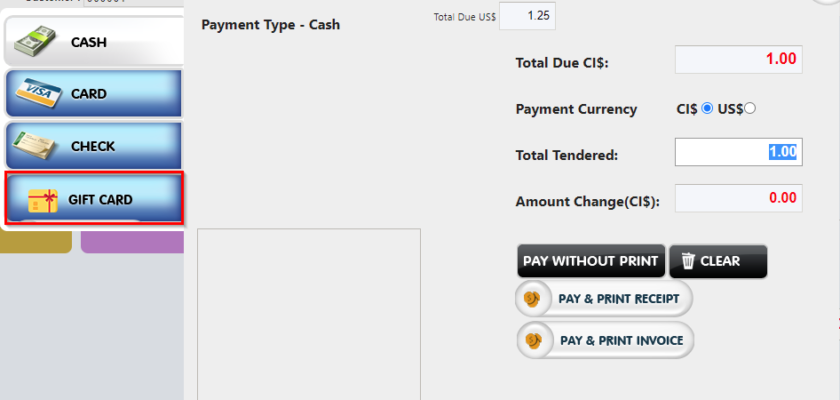 CASH
CARD
VISA
CHECK
GIFT CARD
Payment Type - Cash
Total Due US$ 1.25
Total Due CI$: 1.00
Payment Currency CI$ US$
Total Tendered: 1.00
Amount Change(CI$): 0.00
PAY WITHOUT PRINT CLEAR
PAY & PRINT RECEIPT
PAY & PRINT INVOICE